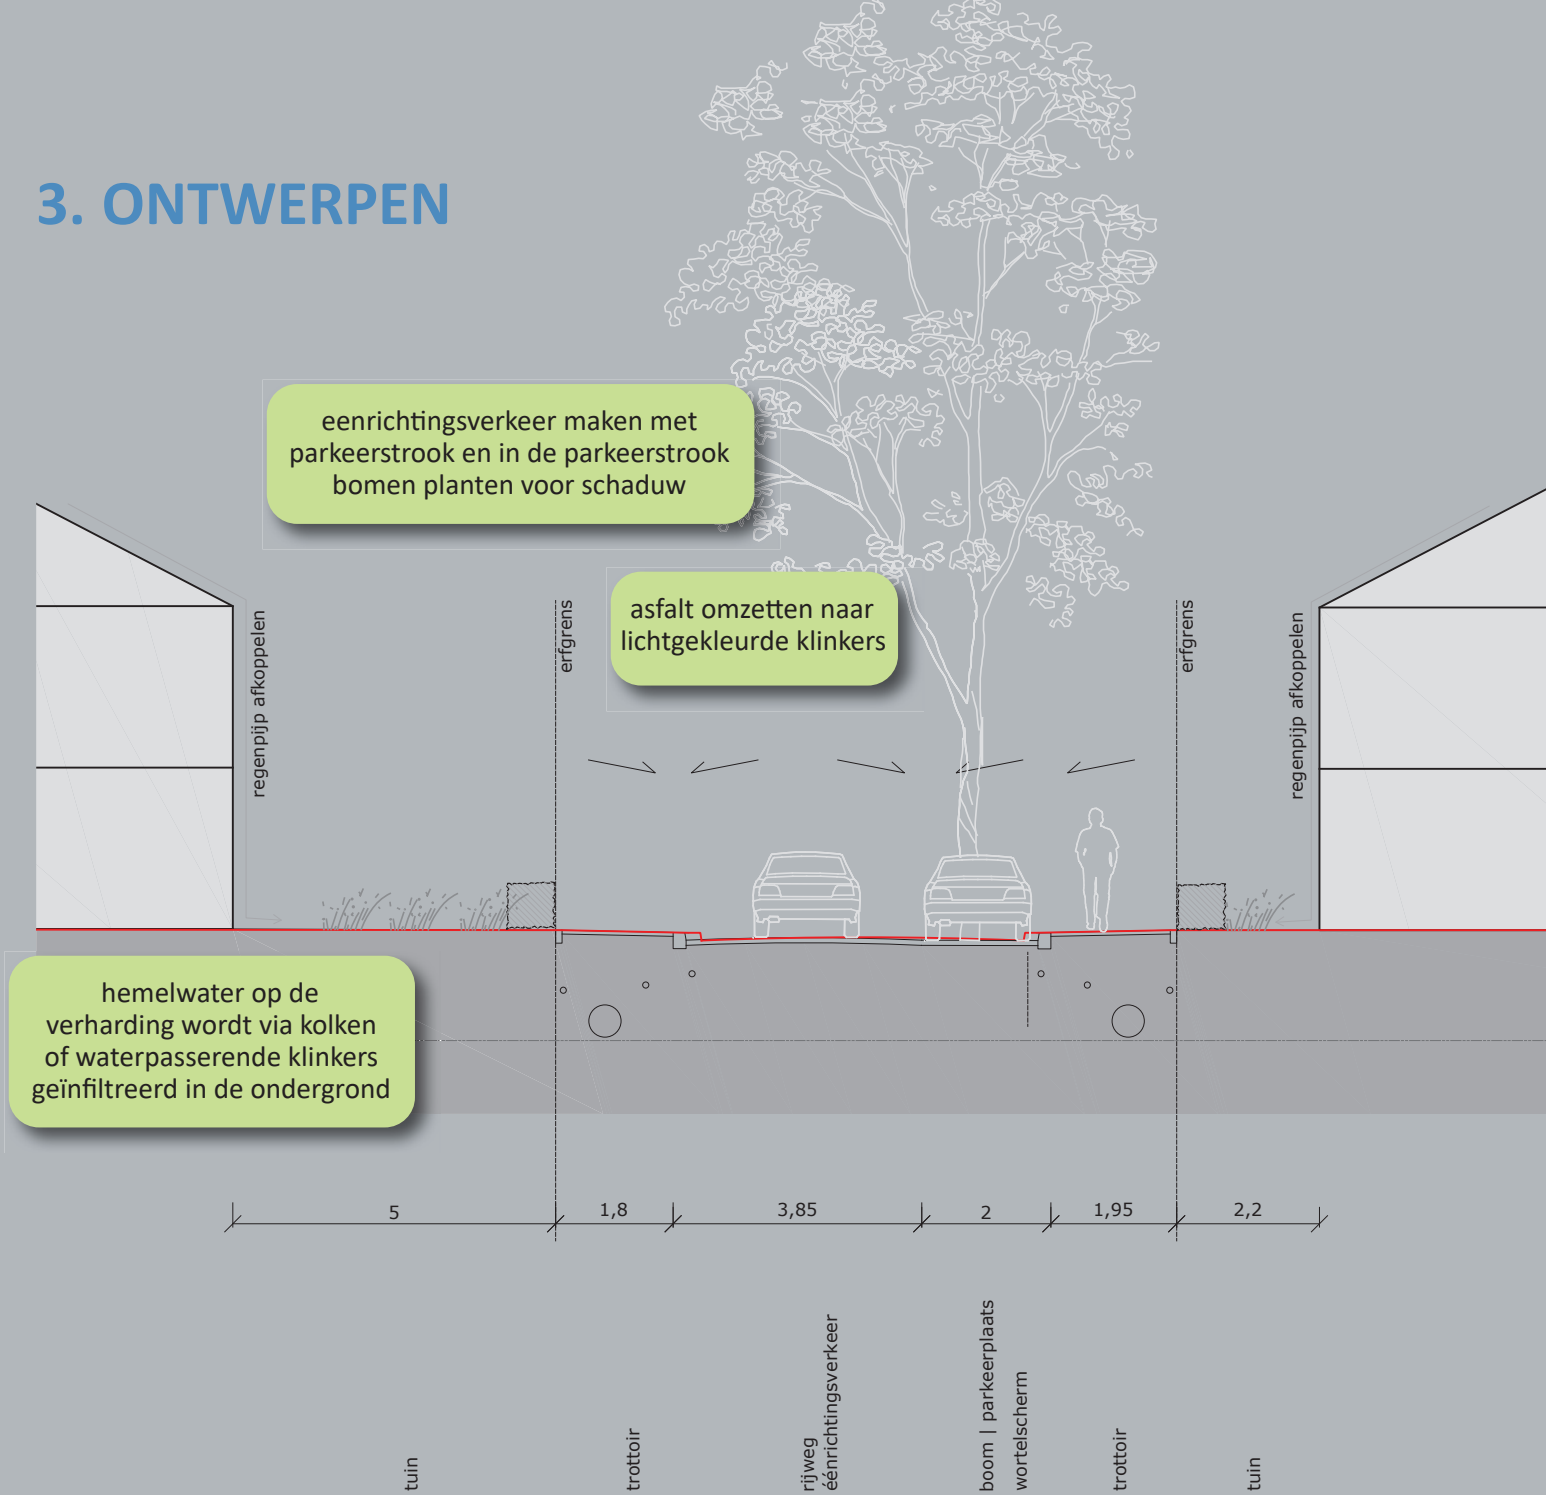 3. ONTWERPEN
eenrichtingsverkeer maken met
parkeerstrook en in de parkeerstrook
bomen planten voor schaduw
asfalt omzetten naar
lichtgekleurde klinkers
regenpijp afkoppelen
erfgrens
erfgrens
regenpijp afkoppelen
hemelwater op de
verharding wordt via kolken
of waterpasserende klinkers
geïnfiltreerd in de ondergrond
5
1,8
3,85
2
1,95
2,2
tuin
trottoir
rijweg
éénrichtingsverkeer
boom | parkeerplaats
wortelscherm
trottoir
tuin